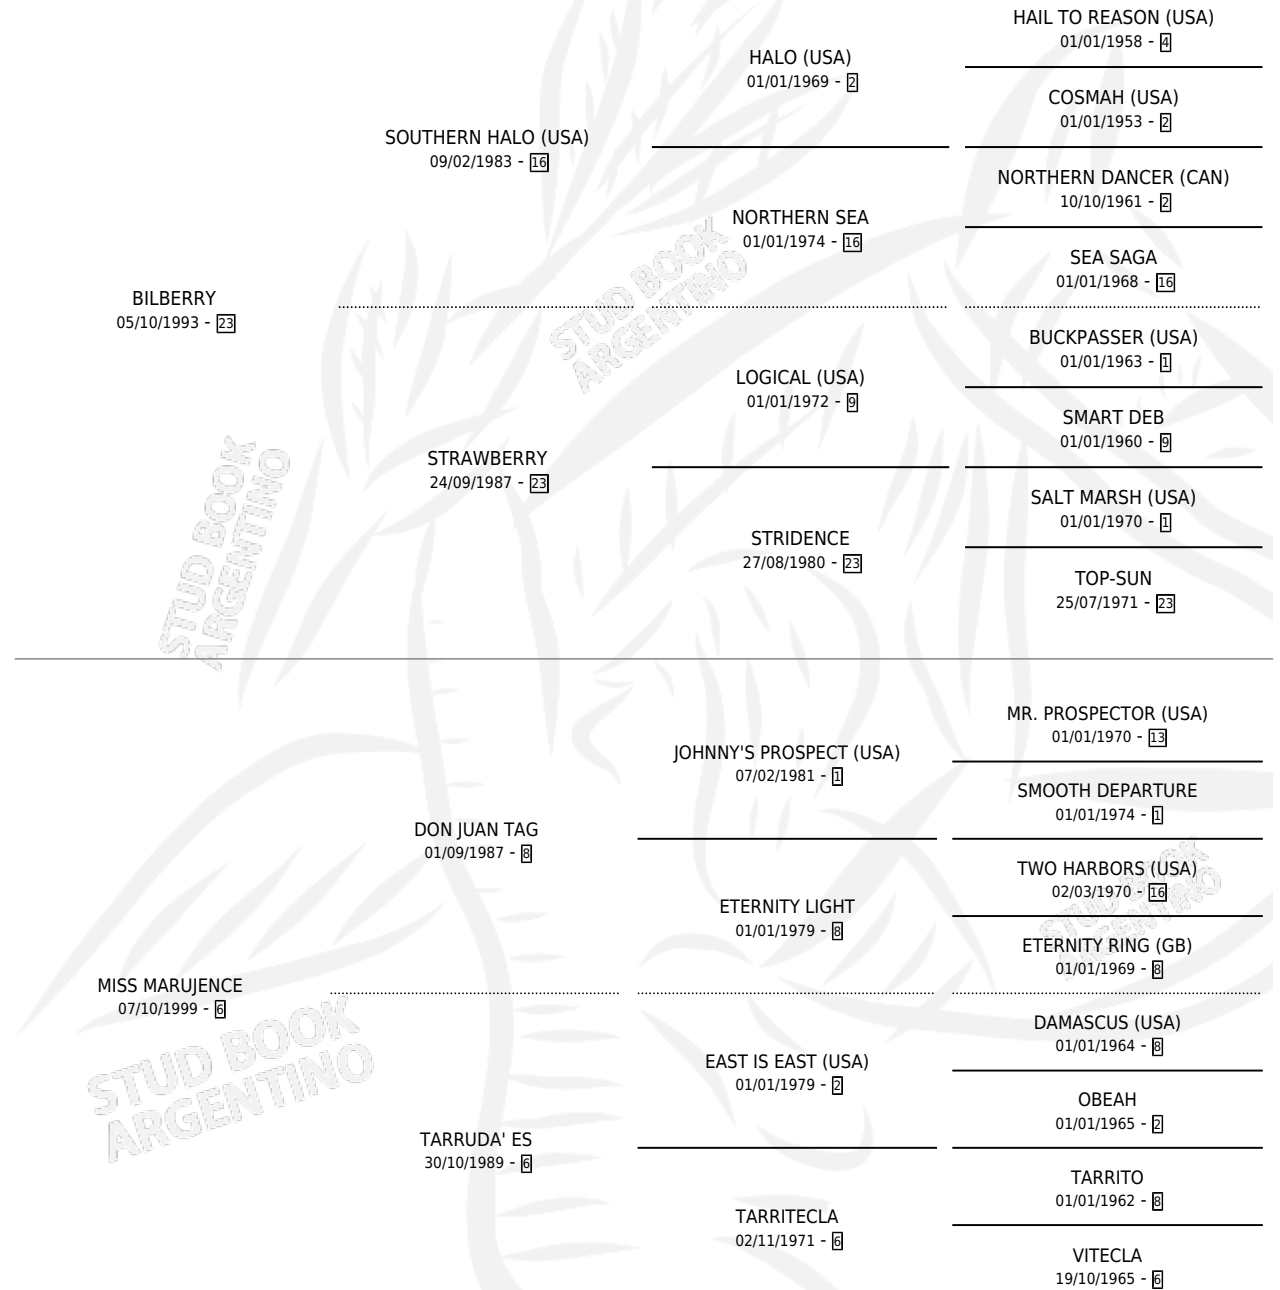 HAIL TO REASON (USA)
01/01/1958 - 4
HALO (USA)
01/01/1969 - 2
COSMAH (USA)
01/01/1953 - 2
SOUTHERN HALO (USA)
09/02/1983 - 16
NORTHERN DANCER (CAN)
10/10/1961 - 2
NORTHERN SEA
01/01/1974 - 16
SEA SAGA
01/01/1968 - 16
BILBERRY
05/10/1993 - 23
BUCKPASSER (USA)
01/01/1963 - 1
LOGICAL (USA)
01/01/1972 - 9
SMART DEB
01/01/1960 - 9
STRAWBERRY
24/09/1987 - 23
SALT MARSH (USA)
01/01/1970 - 1
STRIDENCE
27/08/1980 - 23
TOP-SUN
25/07/1971 - 23
STUD BOOK
ARGENTINO
STUD BOOK
ARGENTINO
MR. PROSPECTOR (USA)
01/01/1970 - 13
JOHNNY'S PROSPECT (USA)
07/02/1981 - 1
SMOOTH DEPARTURE
01/01/1974 - 1
DON JUAN TAG
01/09/1987 - 8
TWO HARBORS (USA)
02/03/1970 - 16
ETERNITY LIGHT
01/01/1979 - 8
ETERNITY RING (GB)
01/01/1969 - 8
MISS MARUJENCE
07/10/1999 - 6
DAMASCUS (USA)
01/01/1964 - 8
EAST IS EAST (USA)
01/01/1979 - 2
OBEAH
01/01/1965 - 2
TARRUDA' ES
30/10/1989 - 6
TARRITO
01/01/1962 - 8
TARRITECLA
02/11/1971 - 6
VITECLA
19/10/1965 - 6
STUD BOOK
ARGENTINO
STUD BOOK
ARGENTINO